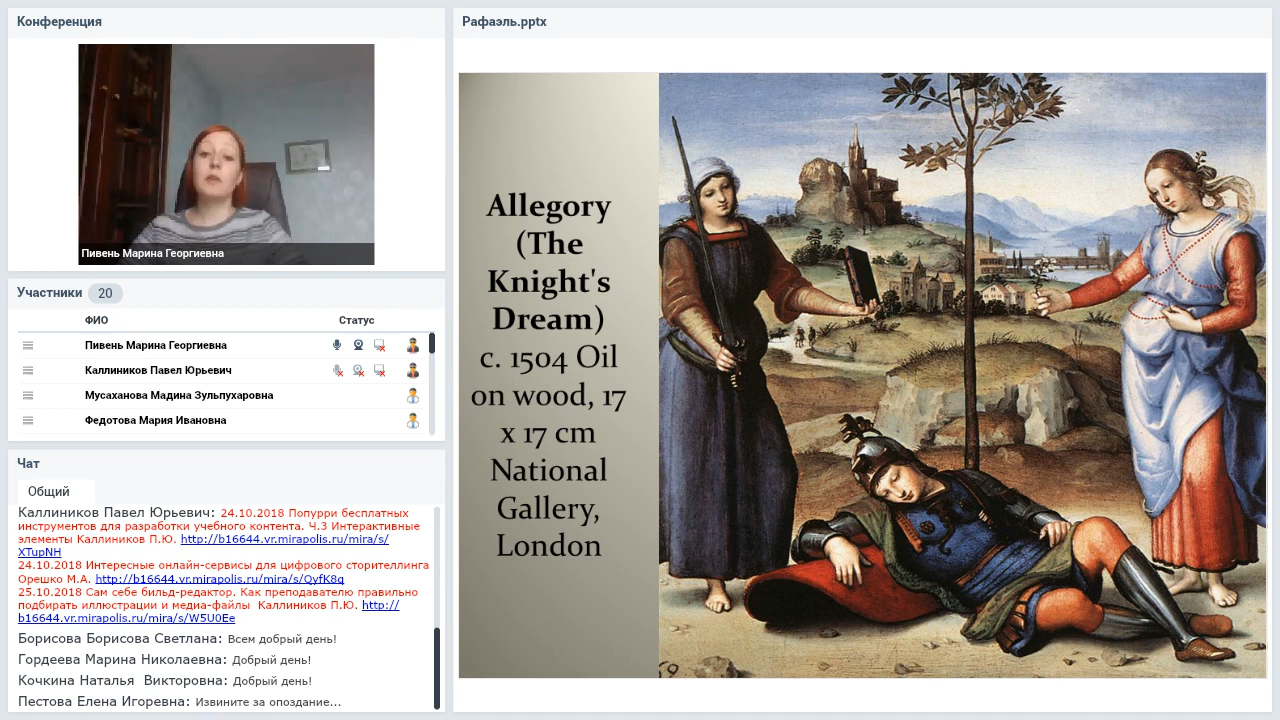 Конференция
Пивень Марина Георгиевна
Участники 20
ФИО Статус
Пивень Марина Георгиевна
Каллиников Павел Юрьевич
Мусаханова Мадина Зульпухаровна
Федотова Мария Ивановна
Чат
Общий
Каллиников Павел Юрьевич: 24.10.2018 Попурри бесплатных
инструментов для разработки учебного контента. Ч.3 Интерактивные
элементы Каллиников П.Ю. http://b16644.vr.mirapolis.ru/mira/s/
XTupNH
24.10.2018 Интересные онлайн-сервисы для цифрового сторителлинга
Орешко М.А. http://b16644.vr.mirapolis.ru/mira/s/QyfK8q
25.10.2018 Сам себе бильд-редактор. Как преподавателю правильно
подбирать иллюстрации и медиа-файлы Каллиников П.Ю. http://
b16644.vr.mirapolis.ru/mira/s/W5U0Ee
Борисова Борисова Светлана: Всем добрый день!
Гордеева Марина Николаевна: Добрый день!
Кочкина Наталья Викторовна: Добрый день!
Пестова Елена Игоревна: Извините за опоздание...
Рафаэль.pptx
Allegory
(The
Knight's
Dream)
c. 1504 Oil
on wood, 17
x 17 cm
National
Gallery,
London